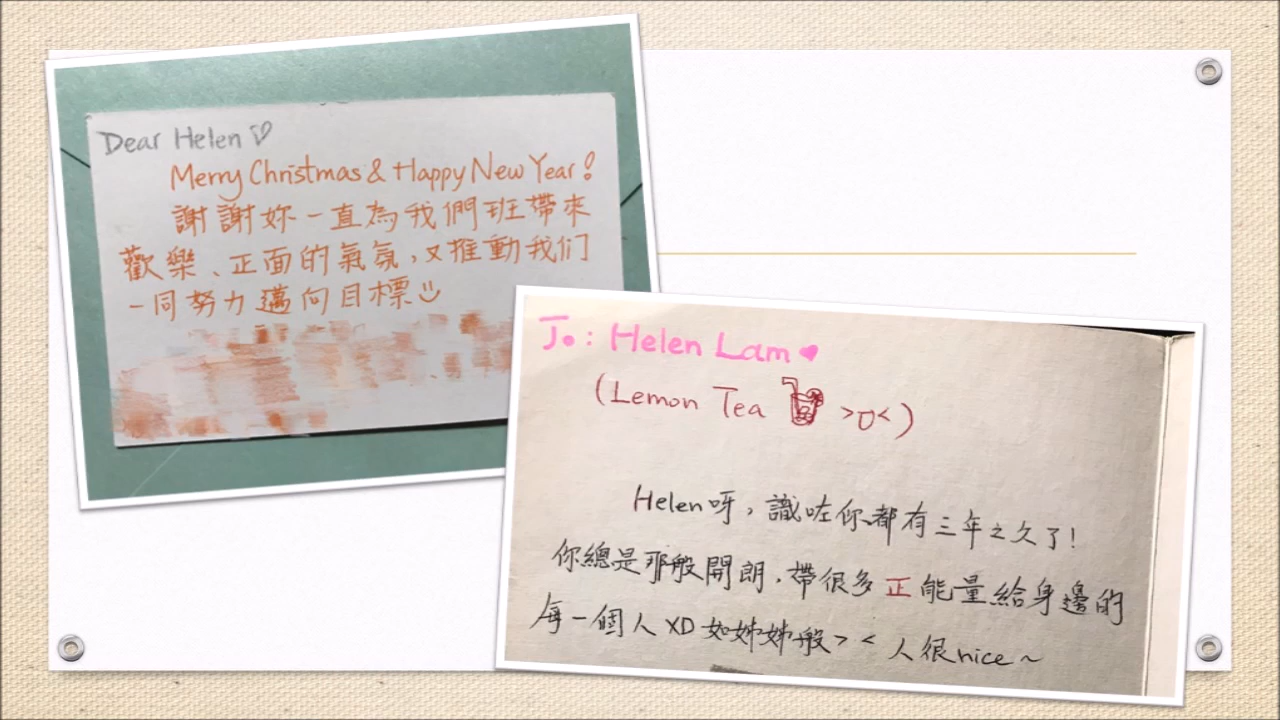 Dear Helen♡
Merry Christmas & Happy New Year!
謝謝妳一直為我們班帶來
歡樂、正面的氣氛，又推動我们
一同努力邁向目標
To: Helen Lam♥
(Lemon Tea >0<)
Helen呀，識咗你都有三年之久了!
你總是那般開朗，帶很多正能量給身邊的
每一個人XD如姊姊般> < 人很nice~